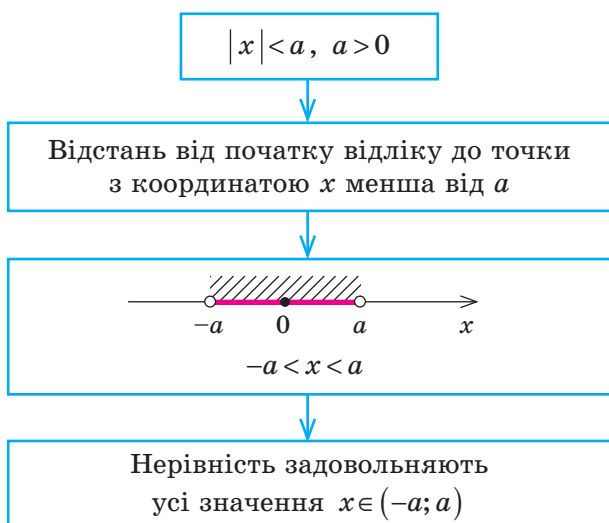 |x| < a, a > 0
Відстань від початку відліку до точки
з координатою x менша від a
−a 0 a x
−a < x < a
Нерівність задовольняють
усі значення x ∈ (−a; a)